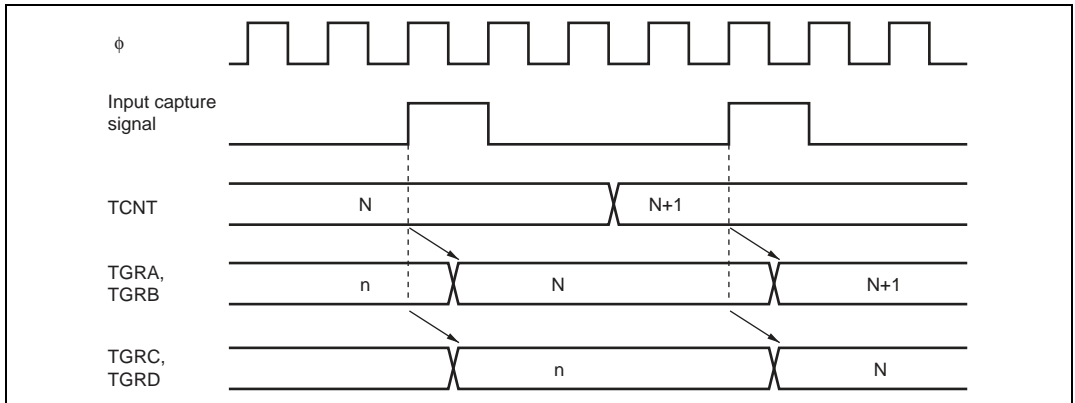 ϕ
Input capture
signal
TCNT
N
N+1
TGRA,
TGRB
n
N
N+1
TGRC,
TGRD
n
N